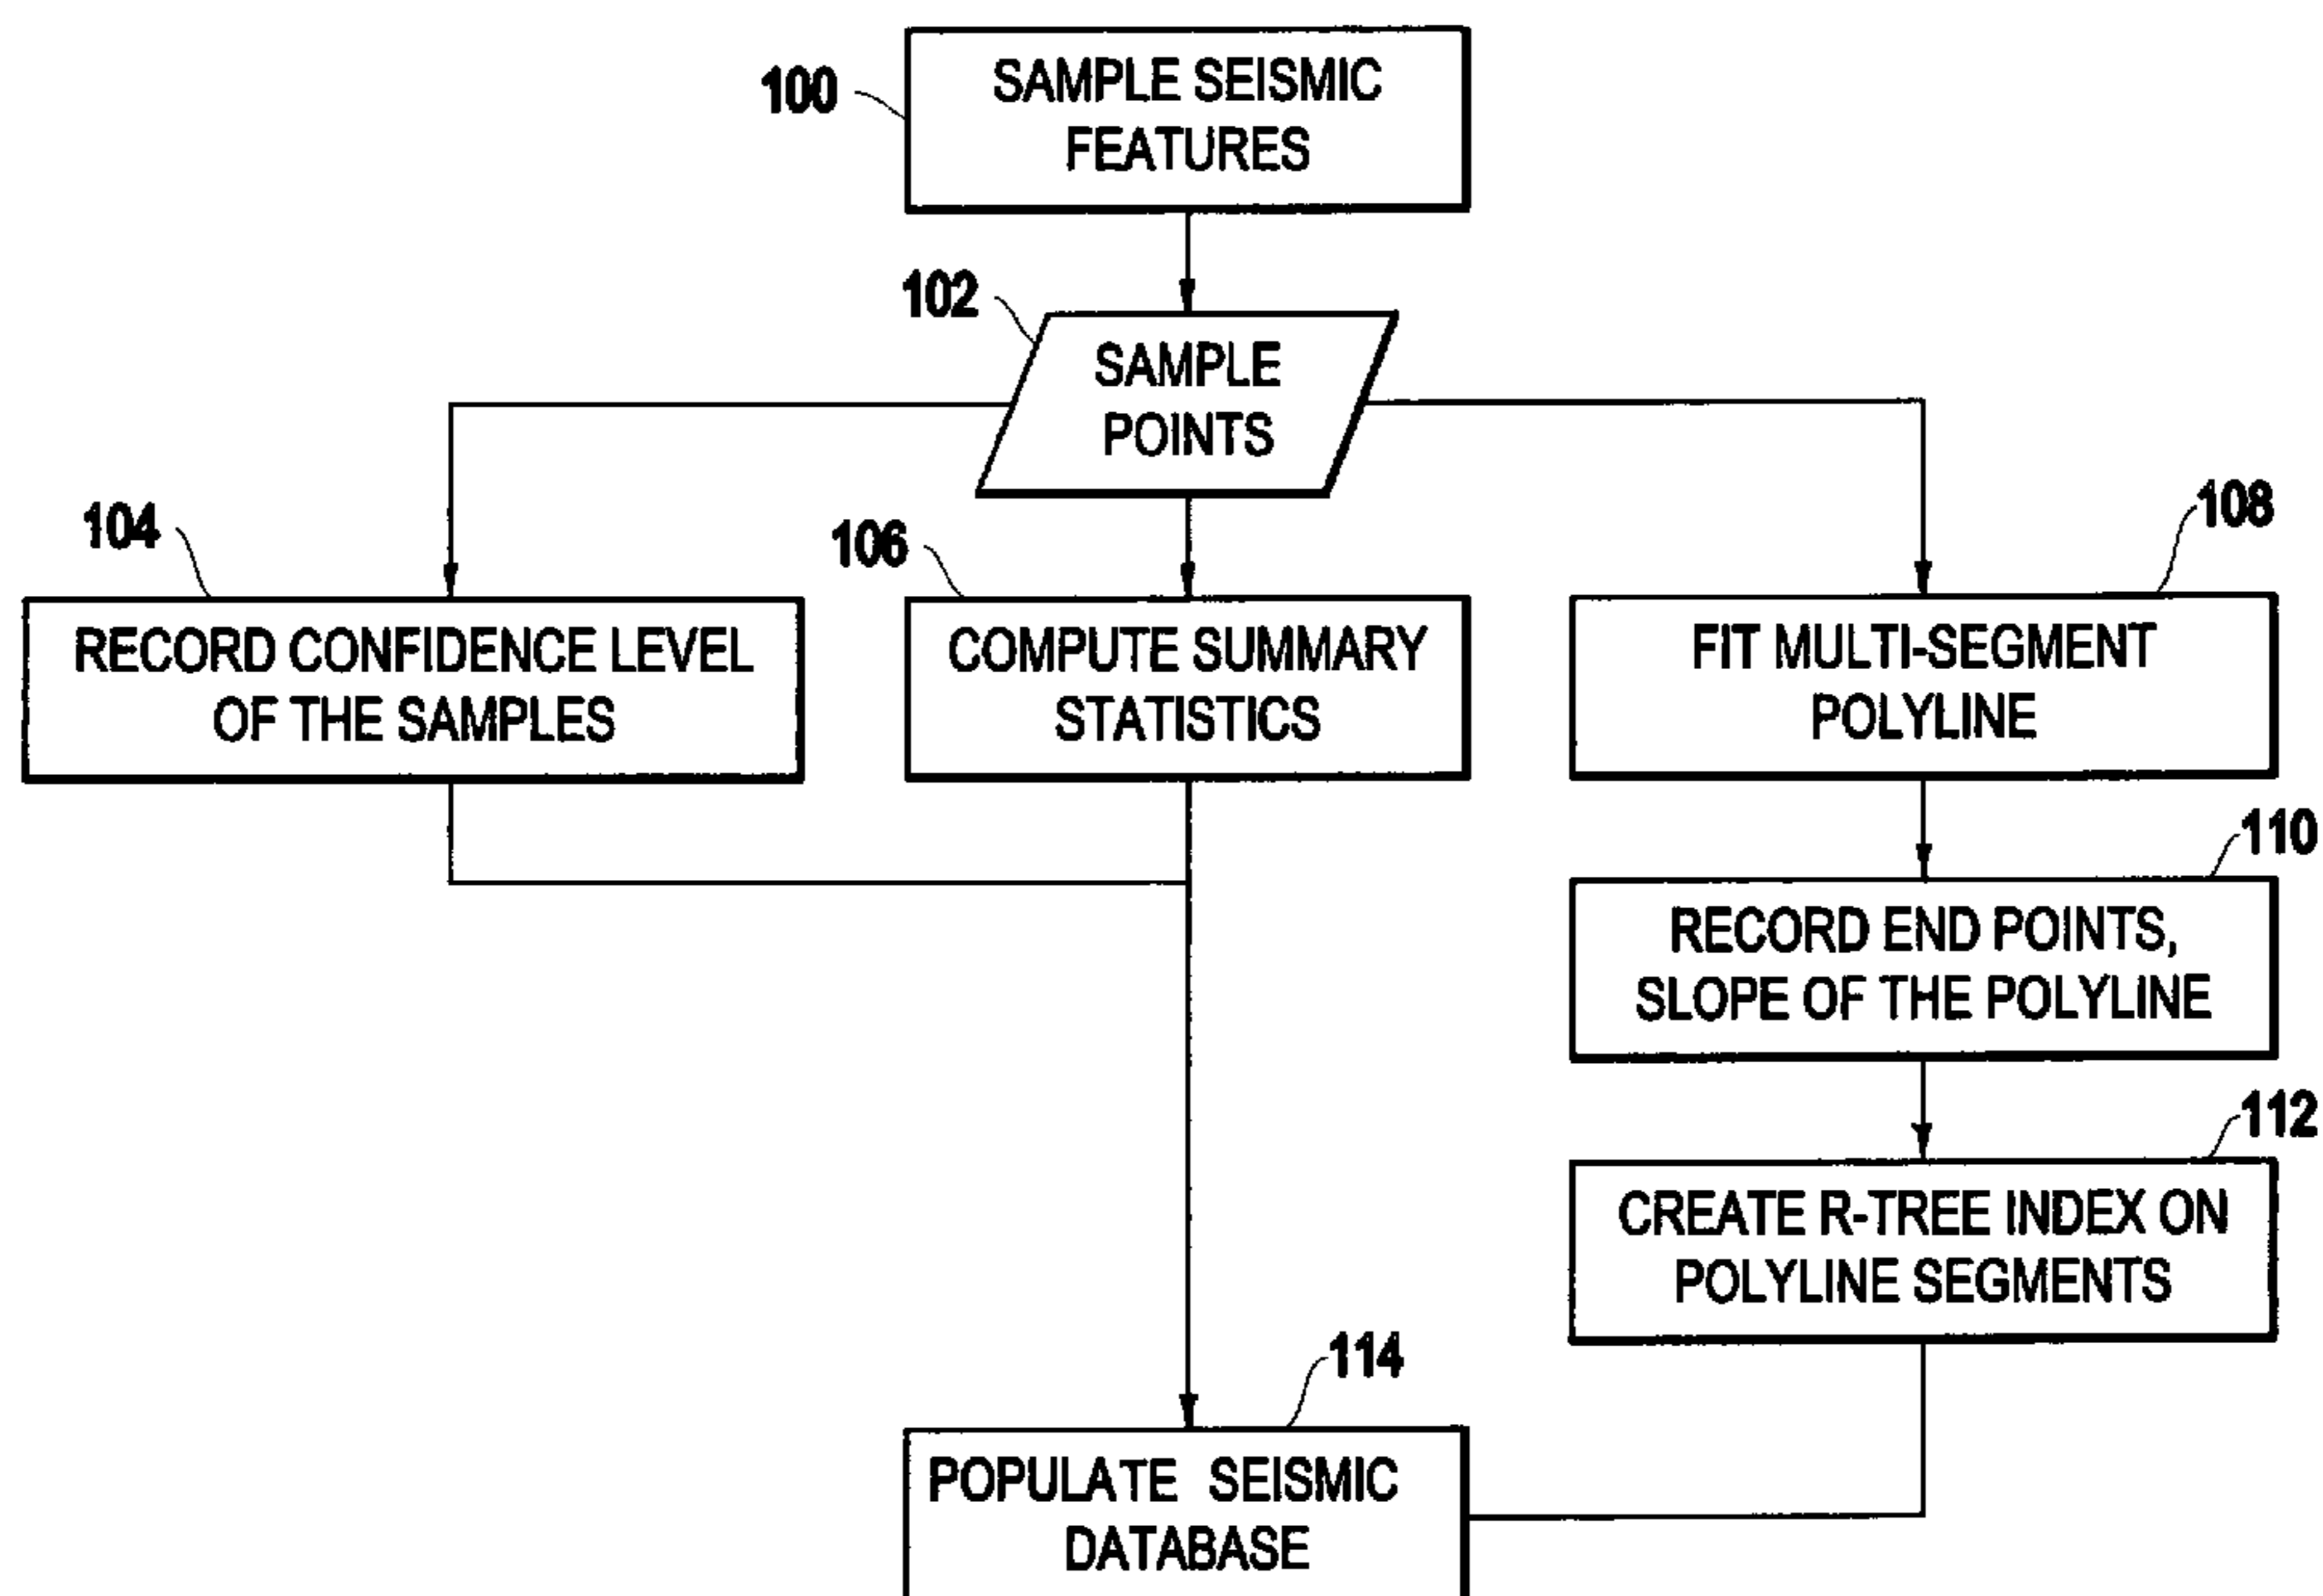 100
SAMPLE SEISMIC
FEATURES
102
SAMPLE
POINTS
104
RECORD CONFIDENCE LEVEL
OF THE SAMPLES
106
COMPUTE SUMMARY
STATISTICS
108
FIT MULTI-SEGMENT
POLYLINE
110
RECORD END POINTS,
SLOPE OF THE POLYLINE
112
CREATE R-TREE INDEX ON
POLYLINE SEGMENTS
114
POPULATE SEISMIC
DATABASE